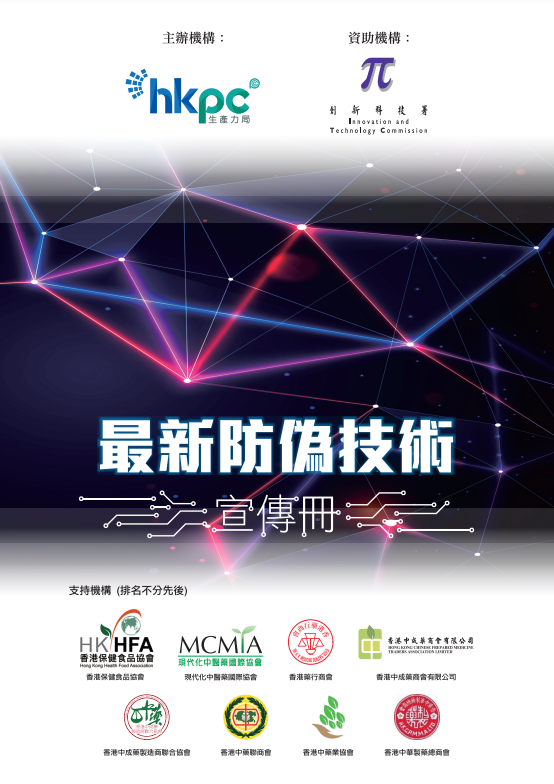 主辦機構：
資助機構：
hkpc
生產力局
創新科技署
Innovation and
Technology Commission
最新防偽技術
宣傳冊
支持機構 (排名不分先後)
HKHFA
香港保健食品協會
Hong Kong Health Food Association
MCMIA
現代化中醫藥國際協會
香港中成藥商會有限公司
HONG KONG CHINESE PREPARED MEDICINE
TRADERS ASSOCIATION LIMITED
香港保健食品協會
現代化中醫藥國際協會
香港藥行商會
香港中成藥商會有限公司
香港中成藥製造商聯合協會
香港中藥聯商會
香港中藥業協會
香港中華製藥總商會